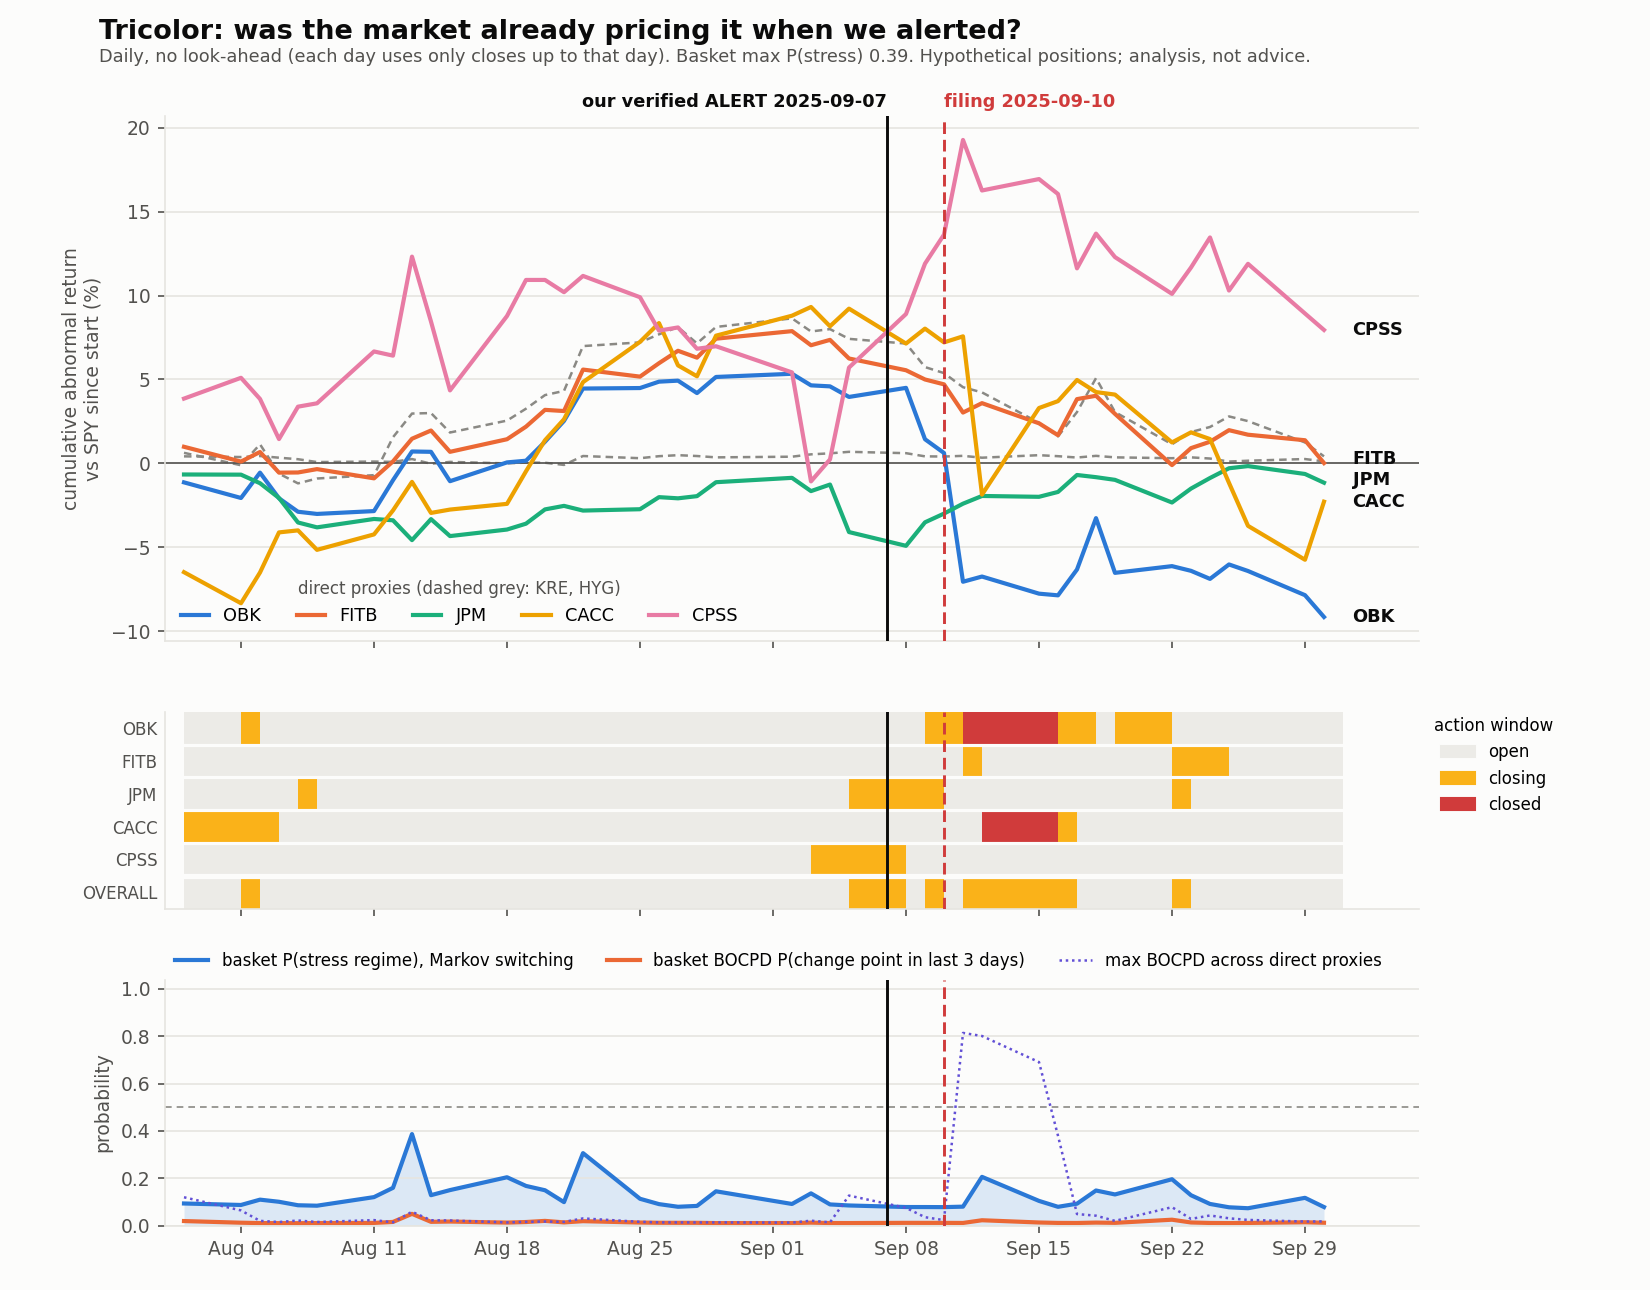 Tricolor: was the market already pricing it when we alerted?
Daily, no look-ahead (each day uses only closes up to that day). Basket max P(stress) 0.39. Hypothetical positions; analysis, not advice.
our verified ALERT 2025-09-07
filing 2025-09-10
cumulative abnormal return
vs SPY since start (%)
20
15
10
5
0
−5
−10
CPSS
FITB
JPM
CACC
OBK
direct proxies (dashed grey: KRE, HYG)
OBK FITB JPM CACC CPSS
OBK
FITB
JPM
CACC
CPSS
OVERALL
action window
open
closing
closed
basket P(stress regime), Markov switching basket BOCPD P(change point in last 3 days) max BOCPD across direct proxies
probability
1.0
0.8
0.6
0.4
0.2
0.0
Aug 04 Aug 11 Aug 18 Aug 25 Sep 01 Sep 08 Sep 15 Sep 22 Sep 29